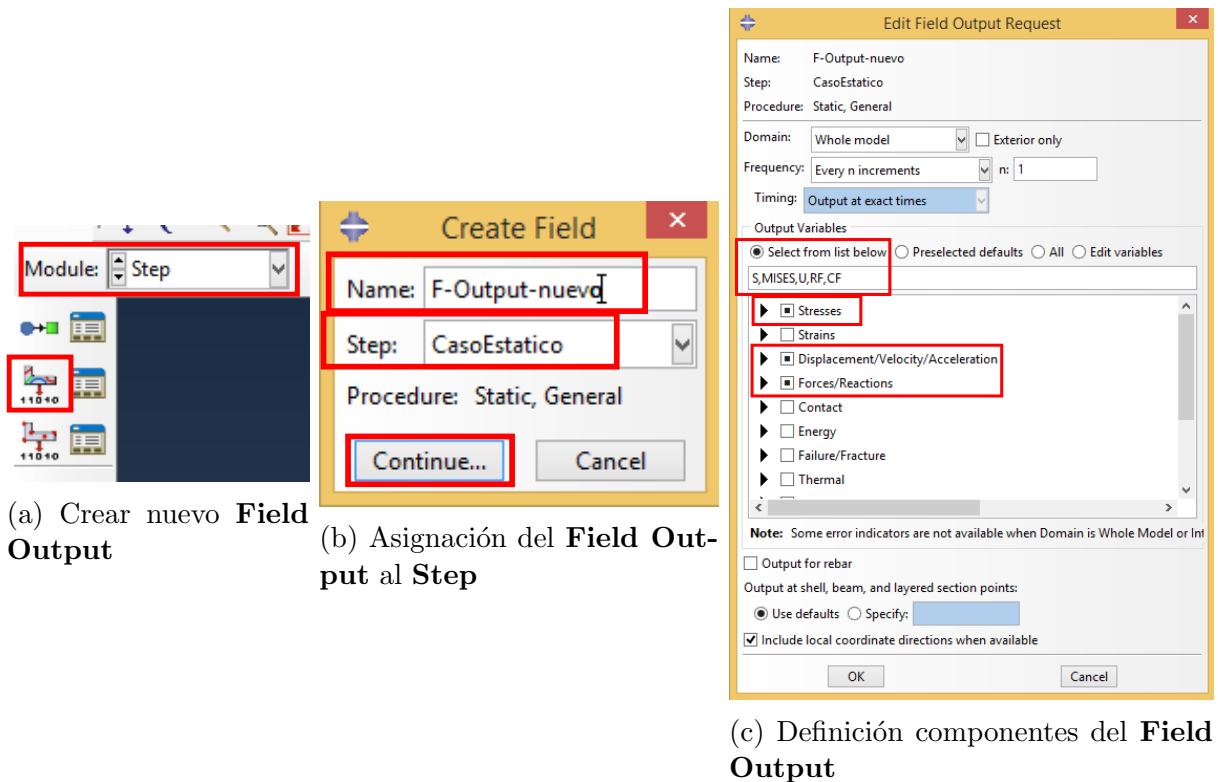 Module: Step
11010
11010
(a) Crear nuevo Field
Output
Create Field
Name: F-Output-nuevo
Step: CasoEstatico
Procedure: Static, General
Continue... Cancel
(b) Asignación del Field Out-
put al Step
Edit Field Output Request
Name: F-Output-nuevo
Step: CasoEstatico
Procedure: Static, General
Domain: Whole model Exterior only
Frequency: Every n increments n: 1
Timing: Output at exact times
Output Variables
Select from list below Preselected defaults All Edit variables
S,MISES,U,RF,CF
Stresses
Strains
Displacement/Velocity/Acceleration
Forces/Reactions
Contact
Energy
Failure/Fracture
Thermal
Note: Some error indicators are not available when Domain is Whole Model or Int
Output for rebar
Output at shell, beam, and layered section points:
Use defaults Specify:
Include local coordinate directions when available
OK Cancel
(c) Definición componentes del Field
Output